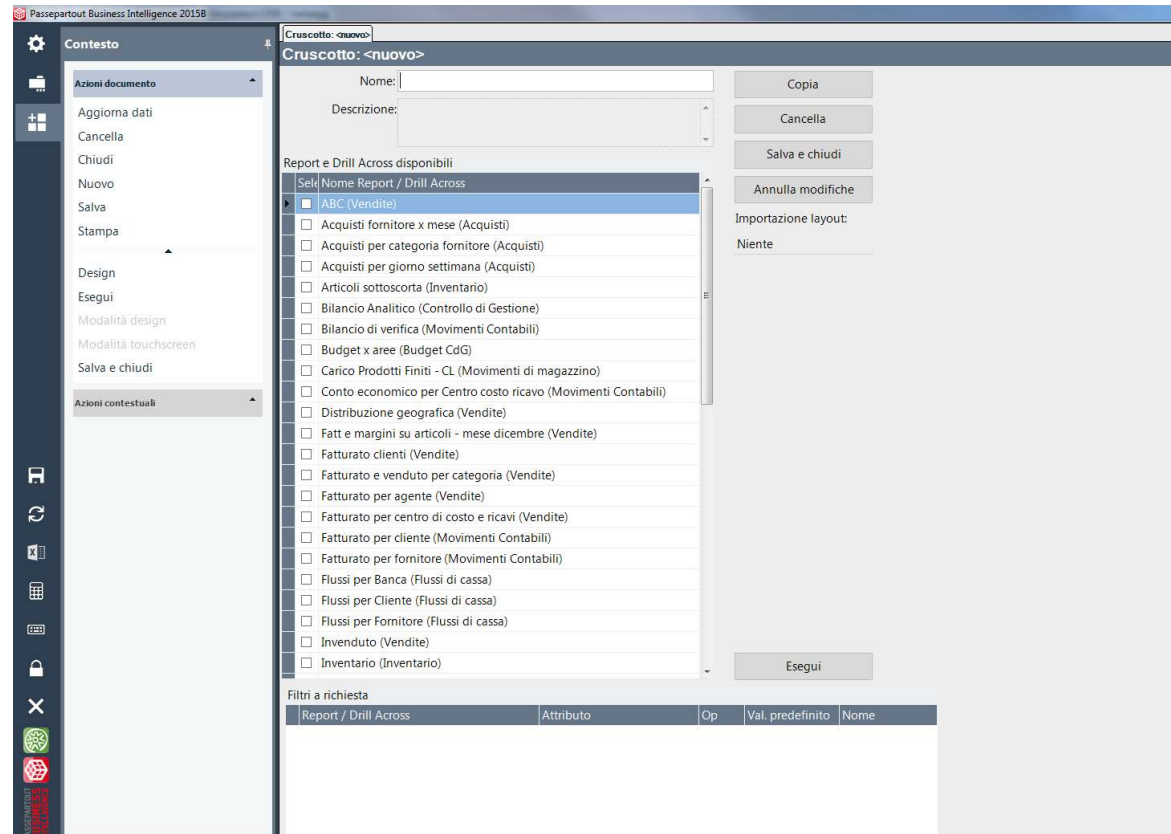 Passepartout Business Intelligence 2015B
Contesto
Azioni documento
Aggiorna dati
Cancella
Chiudi
Nuovo
Salva
Stampa
Design
Esegui
Modalità design
Modalità touchscreen
Salva e chiudi
Azioni contestuali
PASSEPARTOUT
BUSINESS
Cruscotto: <nuovo>
Cruscotto: <nuovo>
Nome:
Descrizione:
Copia
Cancella
Salva e chiudi
Annulla modifiche
Importazione layout:
Niente
Report e Drill Across disponibili
Sele Nome Report / Drill Across
ABC (Vendite)
Acquisti fornitore x mese (Acquisti)
Acquisti per categoria fornitore (Acquisti)
Acquisti per giorno settimana (Acquisti)
Articoli sottoscorta (Inventario)
Bilancio Analitico (Controllo di Gestione)
Bilancio di verifica (Movimenti Contabili)
Budget x aree (Budget CdG)
Carico Prodotti Finiti - CL (Movimenti di magazzino)
Conto economico per Centro costo ricavo (Movimenti Contabili)
Distribuzione geografica (Vendite)
Fatt e margini su articoli - mese dicembre (Vendite)
Fatturato clienti (Vendite)
Fatturato e venduto per categoria (Vendite)
Fatturato per agente (Vendite)
Fatturato per centro di costo e ricavi (Vendite)
Fatturato per cliente (Movimenti Contabili)
Fatturato per fornitore (Movimenti Contabili)
Flussi per Banca (Flussi di cassa)
Flussi per Cliente (Flussi di cassa)
Flussi per Fornitore (Flussi di cassa)
Invenduto (Vendite)
Inventario (Inventario)
Esegui
Filtri a richiesta
Report / Drill Across Attributo Op Val. predefinito Nome